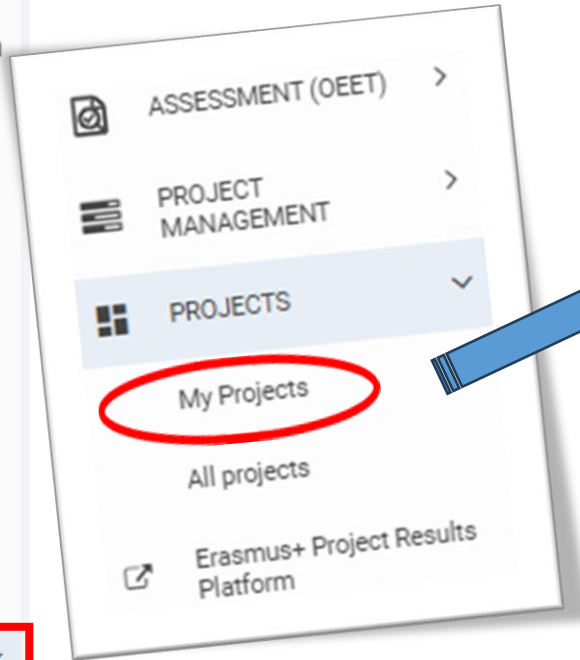 ASSESSMENT (OEET)
PROJECT
MANAGEMENT
PROJECTS
My Projects
All projects
Erasmus+ Project Results
Platform